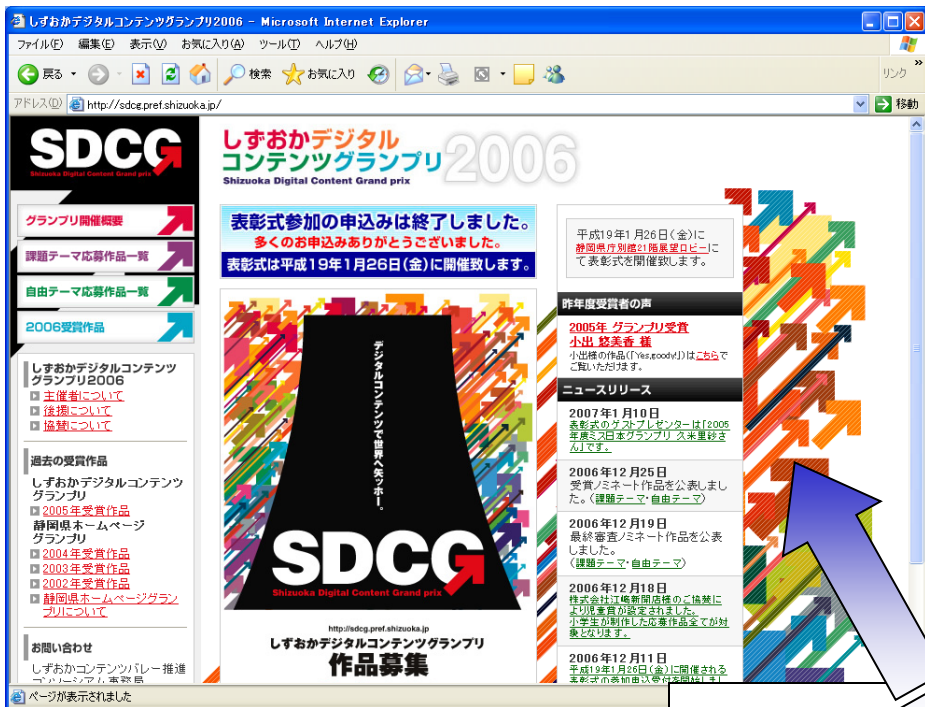 しずおかデジタルコンテンツグランプリ2006 - Microsoft Internet Explorer
ファイル(F) 編集(E) 表示(V) お気に入り(A) ツール(T) ヘルプ(H)
戻る 検索 お気に入り リンク »
アドレス(D) http://sdcg.pref.shizuoka.jp/ 移動
SDCG
Shizuoka Digital Content Grand prix
グランプリ開催概要
課題テーマ応募作品一覧
自由テーマ応募作品一覧
2006受賞作品
しずおかデジタルコンテンツ
グランプリ2006
主催者について
後援について
協賛について
過去の受賞作品
しずおかデジタルコンテンツ
グランプリ
2005年受賞作品
静岡県ホームページ
グランプリ
2004年受賞作品
2003年受賞作品
2002年受賞作品
静岡県ホームページグラン
プリについて
お問い合わせ
しずおかコンテンツバレー推進
コンソーシアム事務局
しずおかデジタル
コンテンツグランプリ2006
Shizuoka Digital Content Grand prix
表彰式参加の申込みは終了しました。
多くのお申込みありがとうございました。
表彰式は平成19年1月26日(金)に開催致します。
デジタルコンテンツで世界へ矢ッホー。
SDCG
Shizuoka Digital Content Grand prix
http://sdcg.pref.shizuoka.jp
しずおかデジタルコンテンツグランプリ
作品募集
平成19年1月26日(金)に
静岡県庁別館21階展望ロビーに
て表彰式を開催致します。
昨年度受賞者の声
2005年 グランプリ受賞
小出 悠美香 様
小出様の作品(「Yes,goody!」)はこちらで
ご覧いただけます。
ニュースリリース
2007年1月10日
表彰式のゲストプレゼンターは「2005
年度ミス日本グランプリ 久米里紗さ
ん」です。
2006年12月25日
受賞ノミネート作品を公表しまし
た。(課題テーマ・自由テーマ)
2006年12月19日
最終審査ノミネート作品を公表
しました。
(課題テーマ・自由テーマ)
2006年12月18日
株式会社江崎新聞店様のご協賛に
より児童賞が設定されました。
小学生が制作した応募作品全てが対
象となります。
2006年12月11日
平成19年1月26日(金)に開催される
表彰式の参加申込受付を開始しまし
ページが表示されました